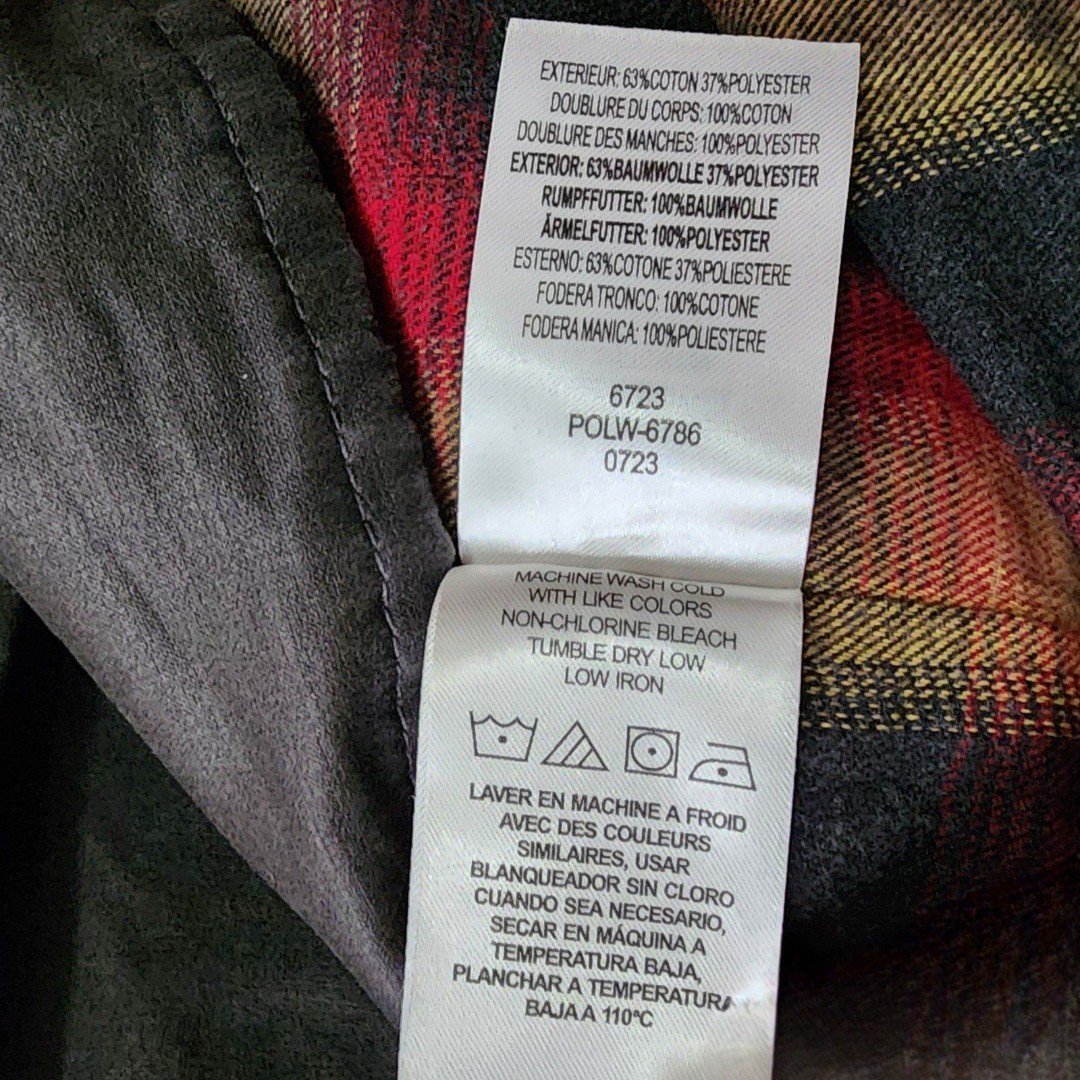 EXTERIEUR: 63%COTON 37%POLYESTER
DOUBLURE DU CORPS: 100%COTON
DOUBLURE DES MANCHES: 100%POLYESTER
EXTERIOR: 63%BAUMWOLLE 37%POLYESTER
RUMPFFUTTER: 100%BAUMWOLLE
ÄRMELFUTTER: 100%POLYESTER
ESTERNO: 63%COTONE 37%POLIESTERE
FODERA TRONCO: 100%COTONE
FODERA MANICA: 100%POLIESTERE
6723
POLW-6786
0723
MACHINE WASH COLD
WITH LIKE COLORS
NON-CHLORINE BLEACH
TUMBLE DRY LOW
LOW IRON
LAVER EN MACHINE A FROID
AVEC DES COULEURS
SIMILAIRES, USAR
BLANQUEADOR SIN CLORO
CUANDO SEA NECESARIO,
SECAR EN MÁQUINA A
TEMPERATURA BAJA,
PLANCHAR A TEMPERATURA
BAJA A 110ºC